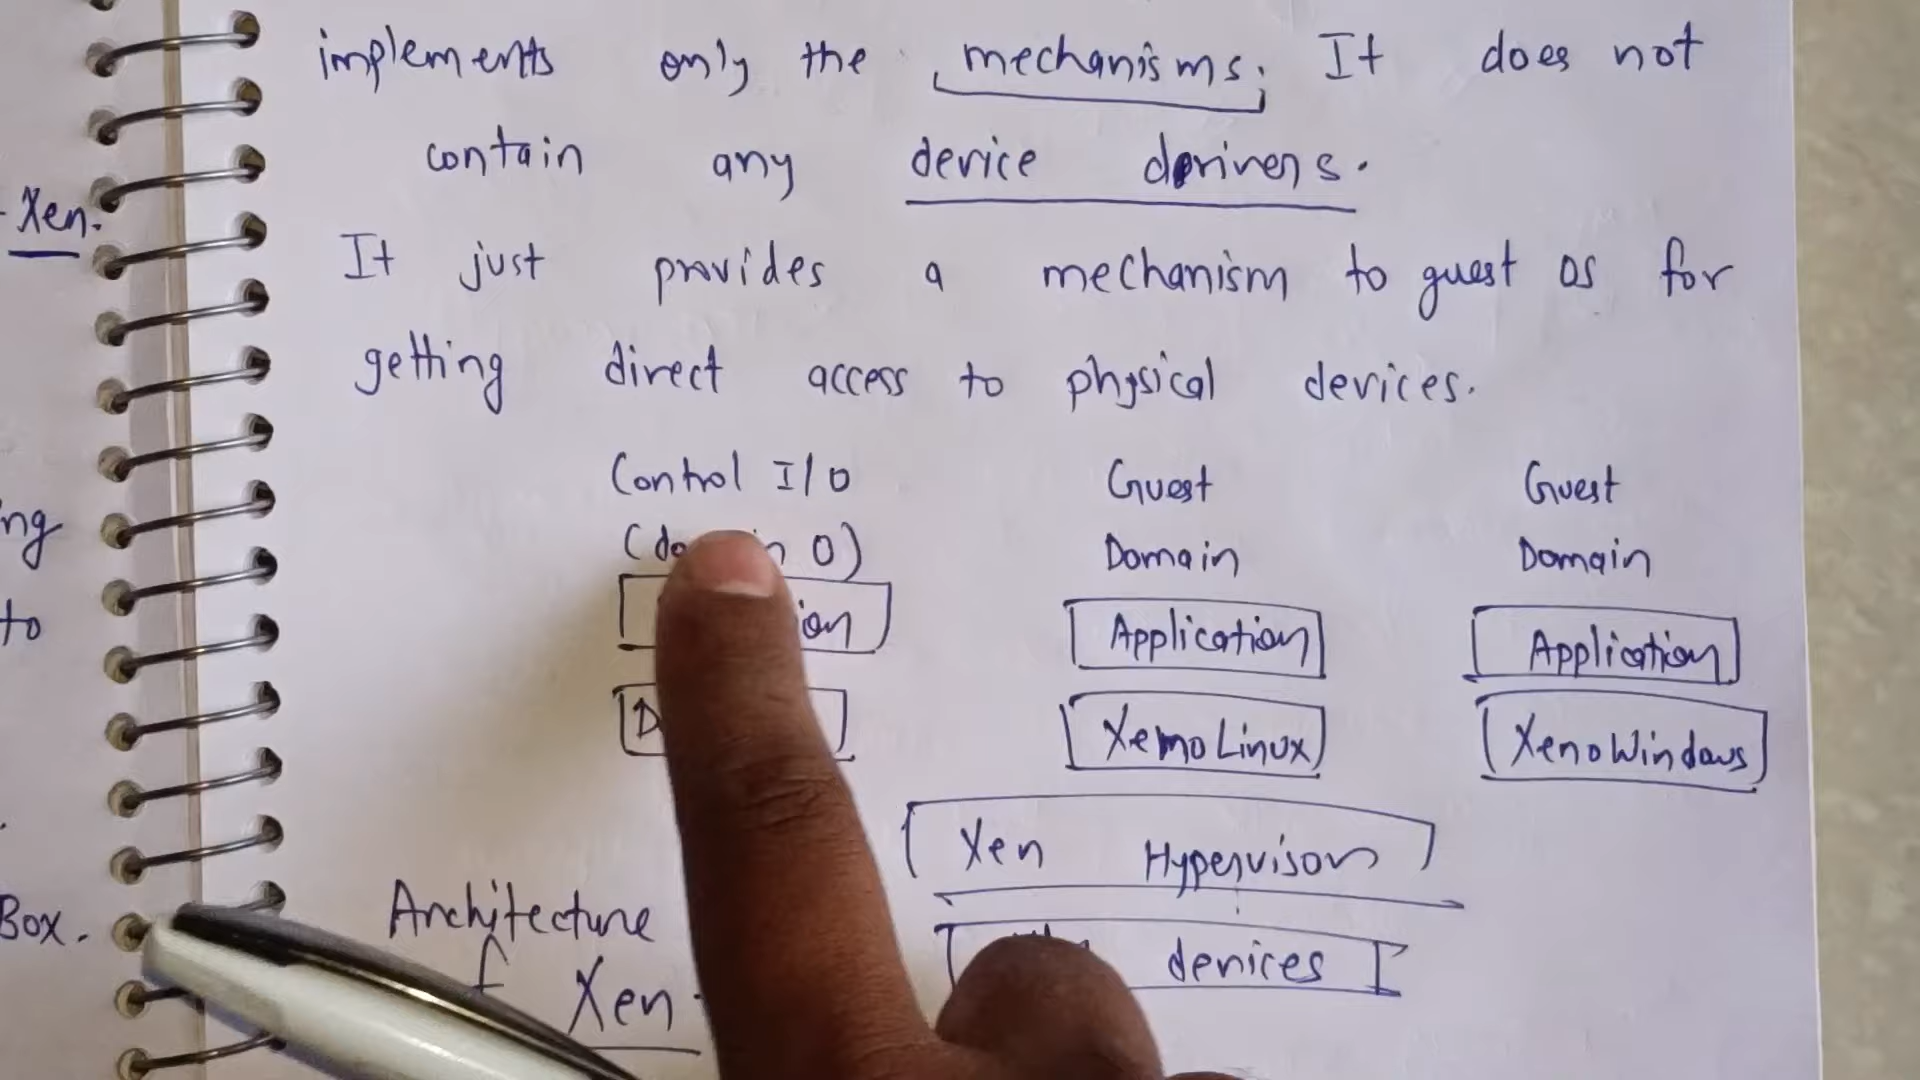 implements only the mechanisms; It does not
contain any device drivers.
It just provides a mechanism to guest OS for
getting direct access to physical devices.
Control I/O Guest Guest
0) Domain Domain
Application Application
XenoLinux XenoWindows
Xen Hypervisor
devices
Architecture
of Xen
- Xen.
ng
to
Box.